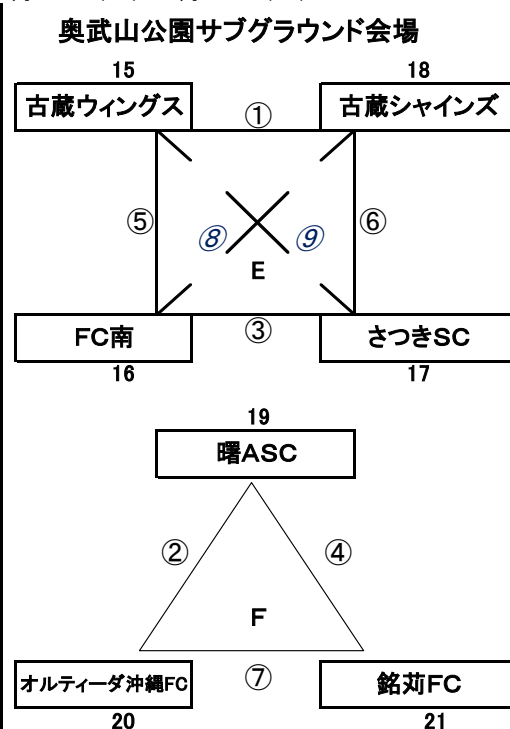 奥武山公園サブグラウンド会場
15 18
古蔵ウィングス 古蔵シャインズ
①
⑤ ⑥
⑧ ⑨
E
③
FC南 さつきSC
16 17
19
曙ASC
② ④
F
⑦
オルティーダ沖縄FC 銘苅FC
20 21